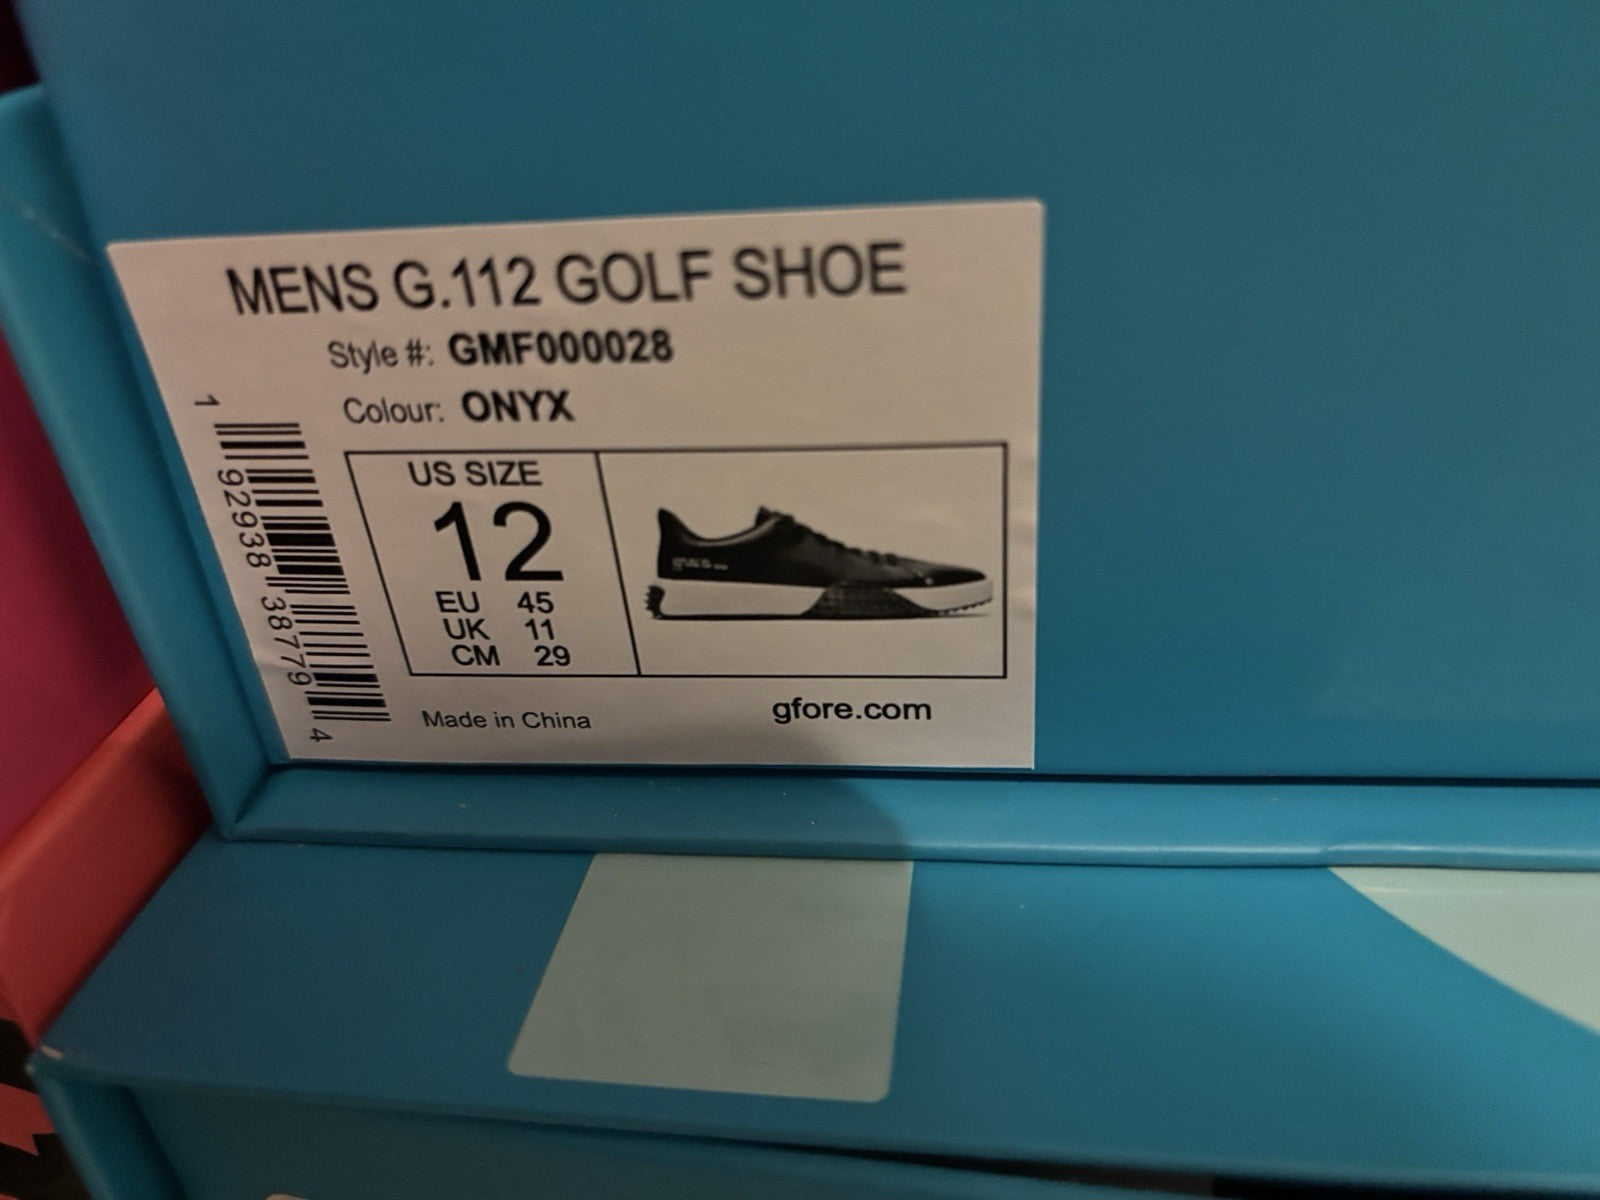 MENS G.112 GOLF SHOE
Style #: GMF000028
Colour: ONYX
1 92938 38779 4
US SIZE
12
EU 45
UK 11
CM 29
Made in China
gfore.com